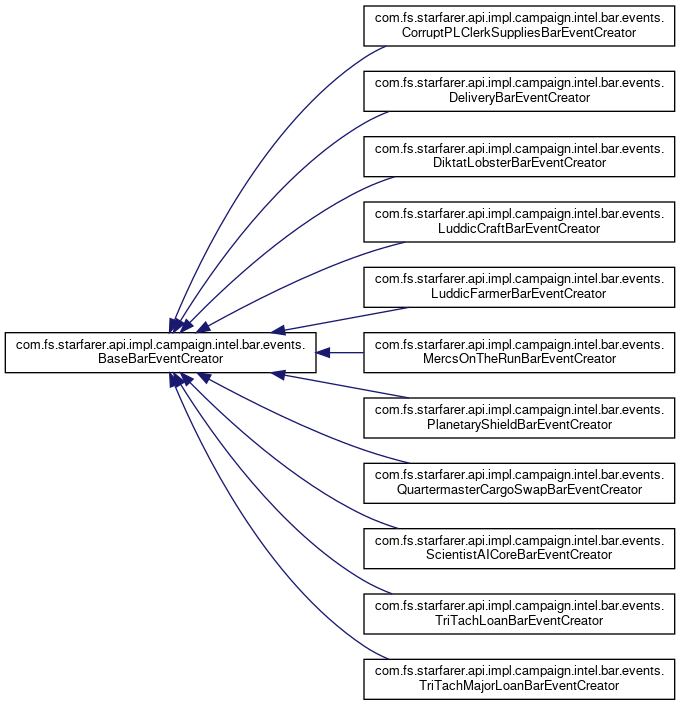 com.fs.starfarer.api.impl.campaign.intel.bar.events.
CorruptPLClerkSuppliesBarEventCreator
com.fs.starfarer.api.impl.campaign.intel.bar.events.
DeliveryBarEventCreator
com.fs.starfarer.api.impl.campaign.intel.bar.events.
DiktatLobsterBarEventCreator
com.fs.starfarer.api.impl.campaign.intel.bar.events.
LuddicCraftBarEventCreator
com.fs.starfarer.api.impl.campaign.intel.bar.events.
LuddicFarmerBarEventCreator
com.fs.starfarer.api.impl.campaign.intel.bar.events.
BaseBarEventCreator
com.fs.starfarer.api.impl.campaign.intel.bar.events.
MercsOnTheRunBarEventCreator
com.fs.starfarer.api.impl.campaign.intel.bar.events.
PlanetaryShieldBarEventCreator
com.fs.starfarer.api.impl.campaign.intel.bar.events.
QuartermasterCargoSwapBarEventCreator
com.fs.starfarer.api.impl.campaign.intel.bar.events.
ScientistAICoreBarEventCreator
com.fs.starfarer.api.impl.campaign.intel.bar.events.
TriTachLoanBarEventCreator
com.fs.starfarer.api.impl.campaign.intel.bar.events.
TriTachMajorLoanBarEventCreator